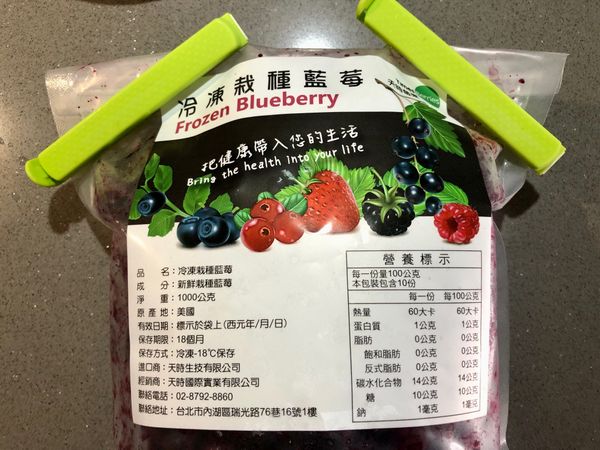 冷凍栽種藍莓
Frozen Blueberry
把健康帶入您的生活
Bring the health into your life
品　　名：冷凍栽種藍莓
成　　分：新鮮栽種藍莓
淨　　重：1000公克
原 產 地：美國
有效日期：標示於袋上(西元年/月/日)
保存期限：18個月
保存方式：冷凍-18℃保存
進口商：天時生技有限公司
經銷商：天時國際實業有限公司
聯絡電話：02-8792-8860
聯絡地址：台北市內湖區瑞光路76巷16號1樓
營養標示
每一份量100公克
本包裝包含10份
每一份 每100公克
熱量 60大卡 60大卡
蛋白質 1公克 1公克
脂肪 0公克 0公克
飽和脂肪 0公克 0公克
反式脂肪 0公克 0公克
碳水化合物 14公克 14公克
糖 10公克 10公克
鈉 1毫克 1毫克